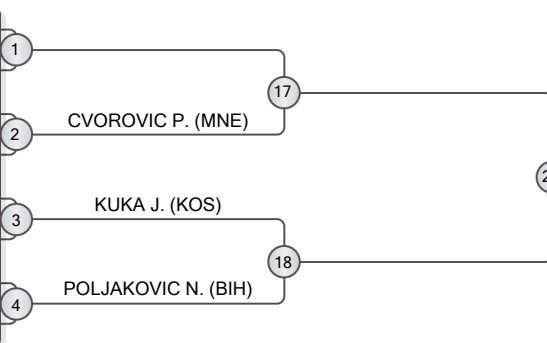 1
17
CVOROVIC P. (MNE)
2
KUKA J. (KOS)
3
18
POLJAKOVIC N. (BIH)
4